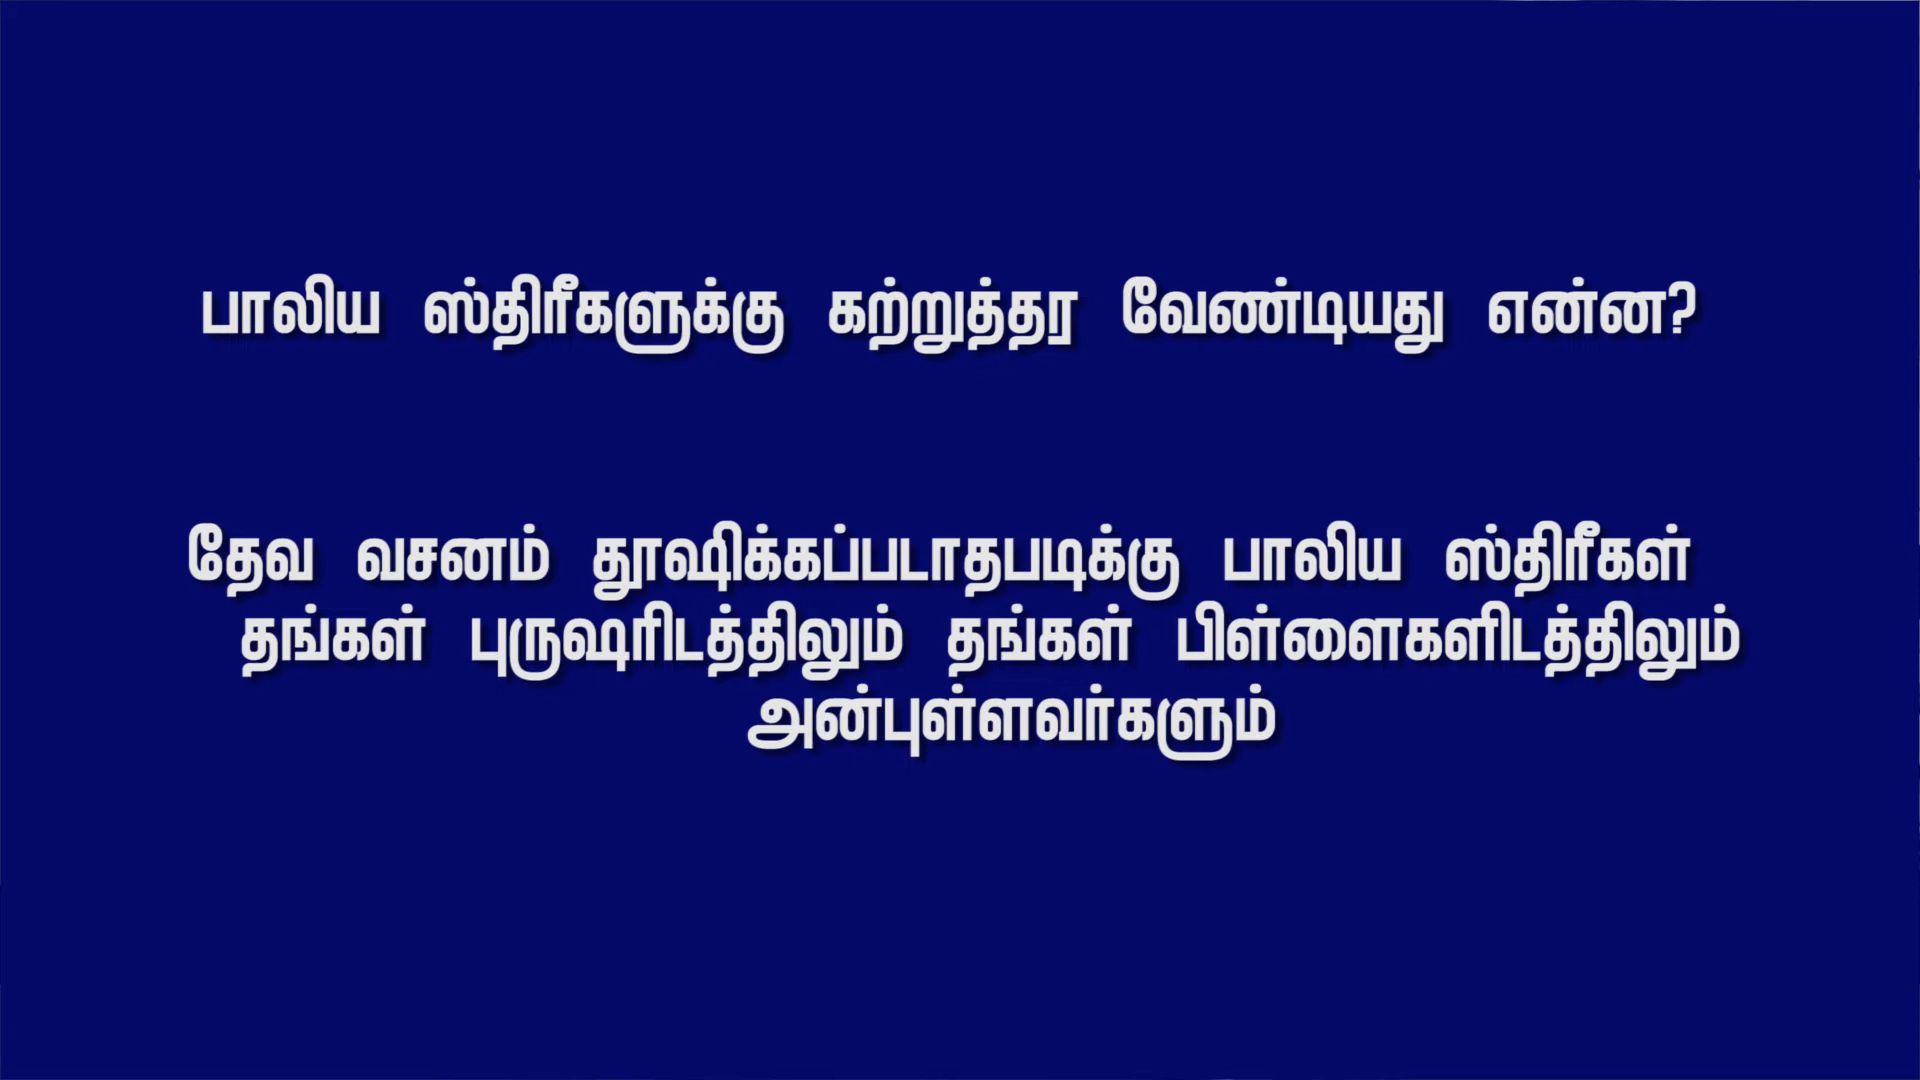 பாலிய ஸ்திரீகளுக்கு கற்றுத்தர வேண்டியது என்ன?
தேவ வசனம் தூஷிக்கப்படாதபடிக்கு பாலிய ஸ்திரீகள்
தங்கள் புருஷரிடத்திலும் தங்கள் பிள்ளைகளிடத்திலும்
அன்புள்ளவர்களும்